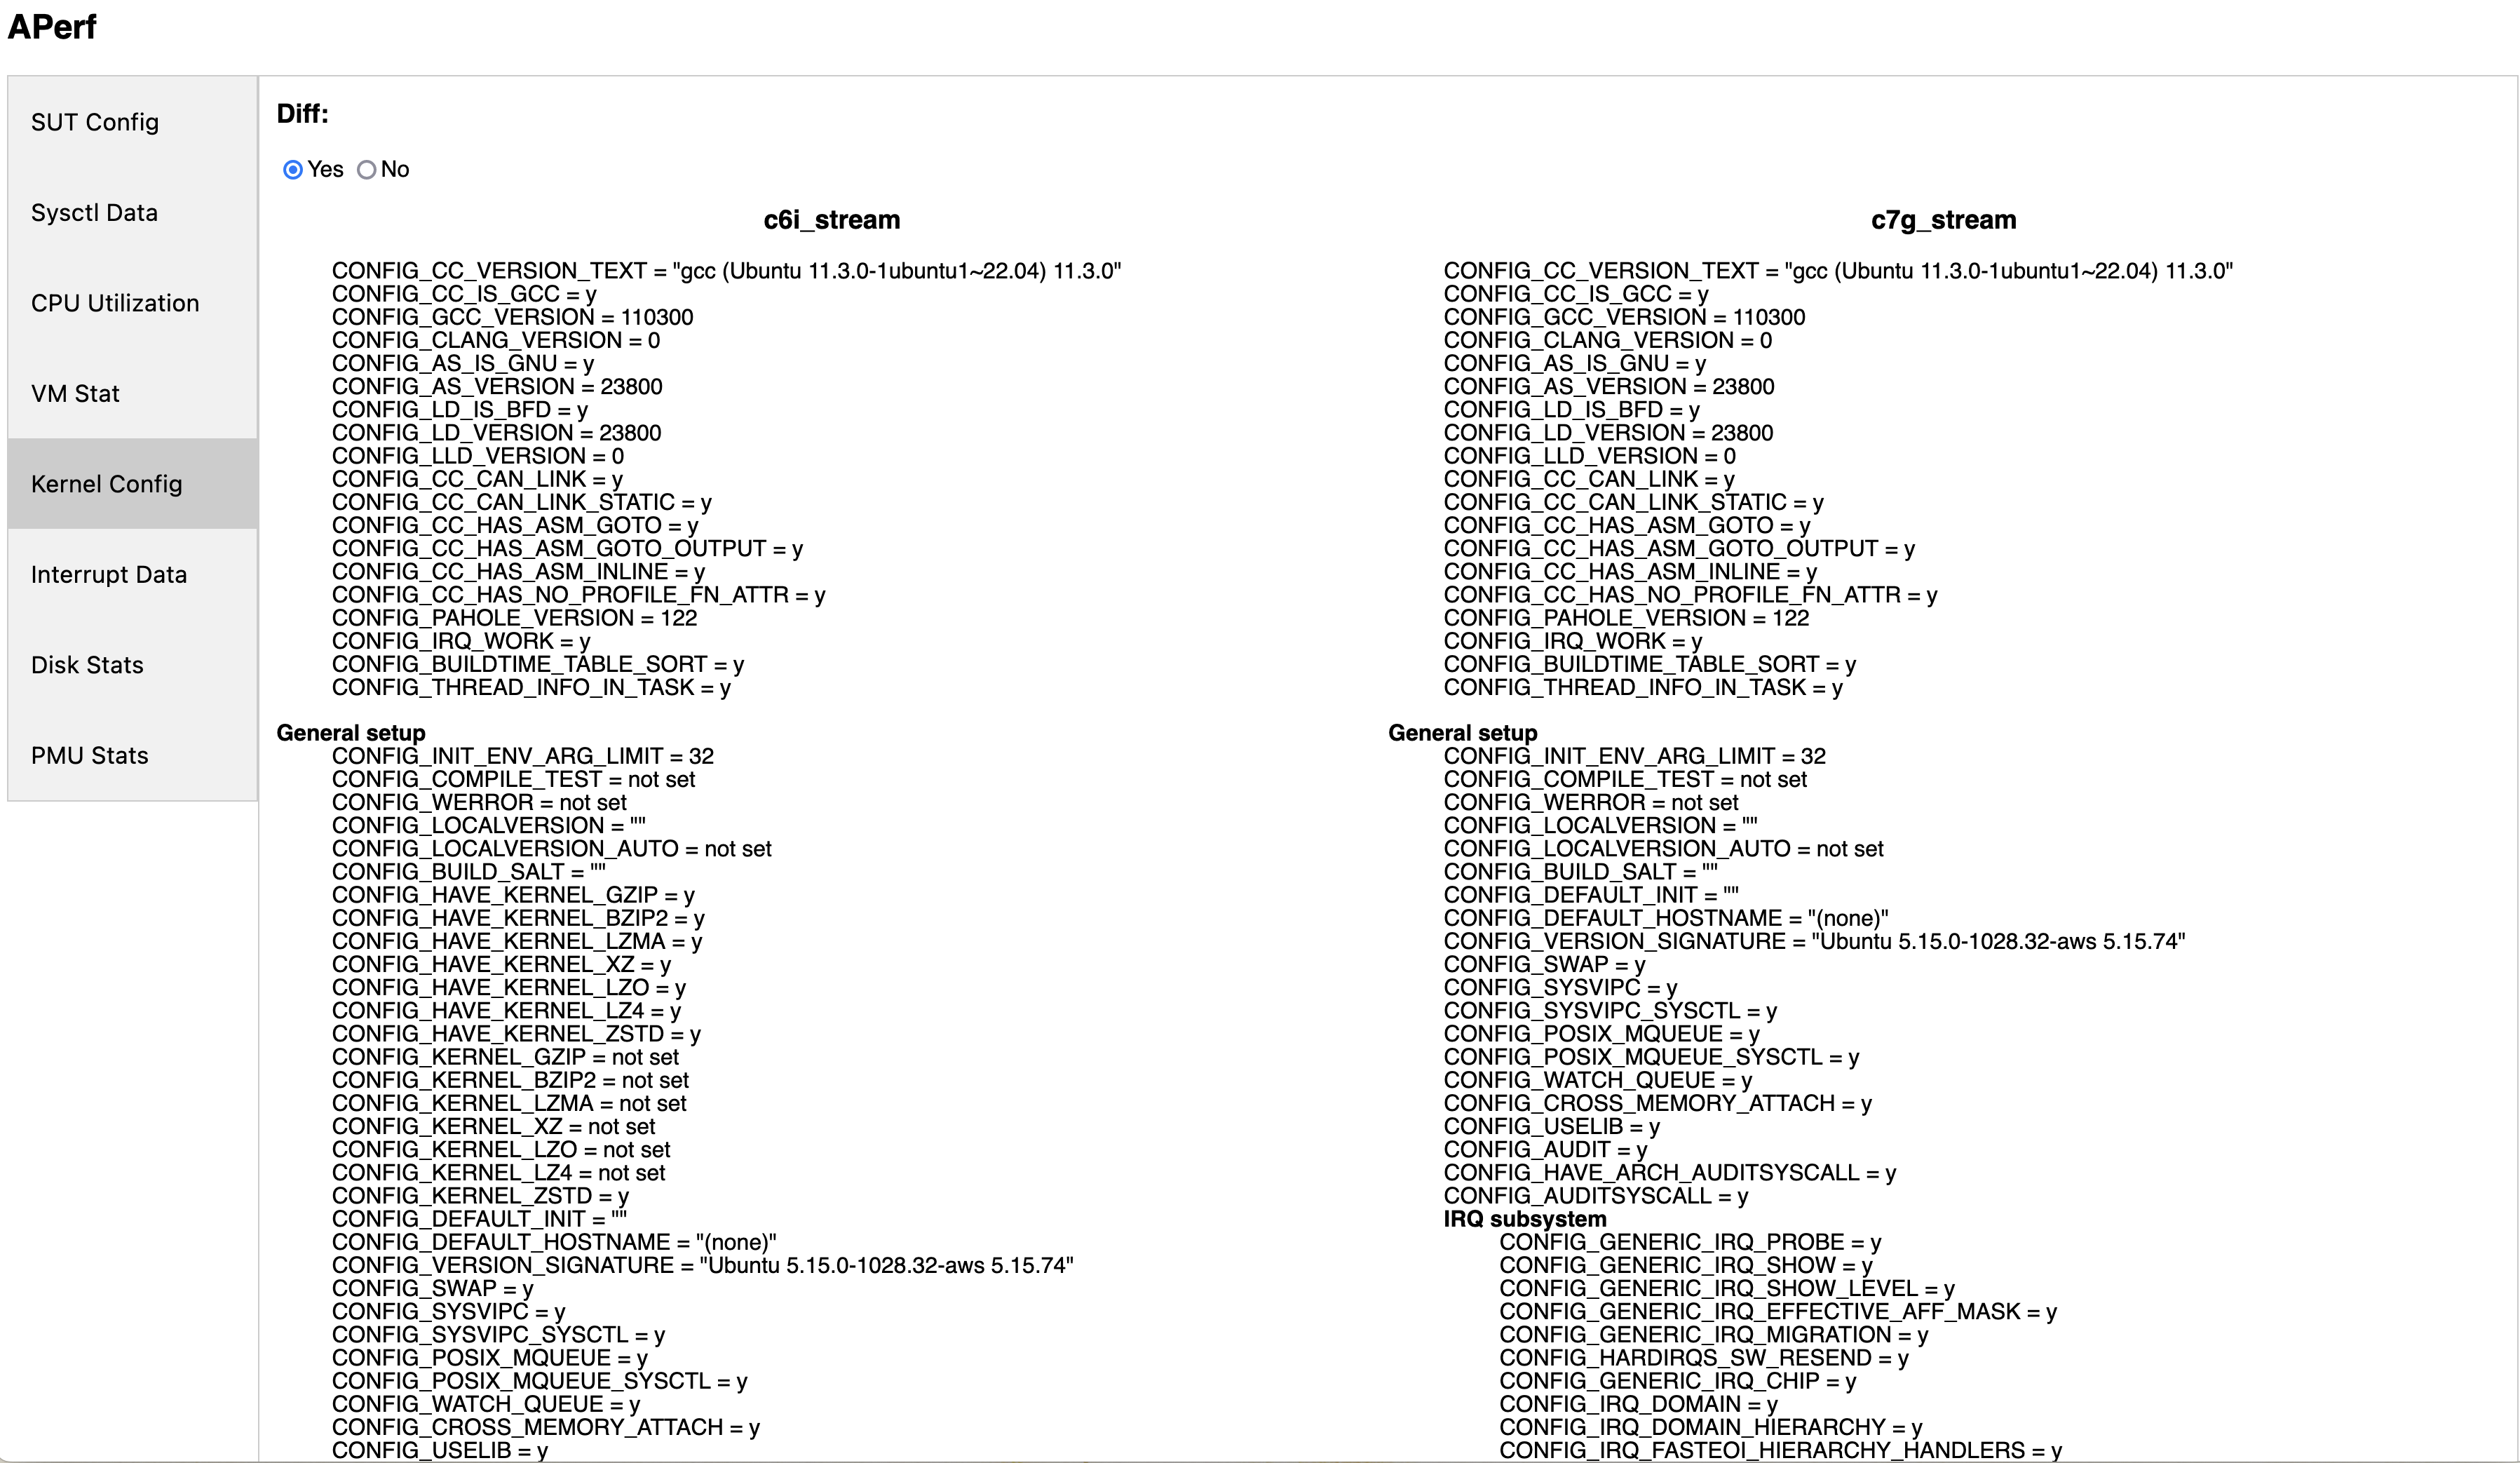 APerf
SUT Config
Sysctl Data
CPU Utilization
VM Stat
Kernel Config
Interrupt Data
Disk Stats
PMU Stats
Diff:
Yes No
c6i_stream
CONFIG_CC_VERSION_TEXT = "gcc (Ubuntu 11.3.0-1ubuntu1~22.04) 11.3.0"
CONFIG_CC_IS_GCC = y
CONFIG_GCC_VERSION = 110300
CONFIG_CLANG_VERSION = 0
CONFIG_AS_IS_GNU = y
CONFIG_AS_VERSION = 23800
CONFIG_LD_IS_BFD = y
CONFIG_LD_VERSION = 23800
CONFIG_LLD_VERSION = 0
CONFIG_CC_CAN_LINK = y
CONFIG_CC_CAN_LINK_STATIC = y
CONFIG_CC_HAS_ASM_GOTO = y
CONFIG_CC_HAS_ASM_GOTO_OUTPUT = y
CONFIG_CC_HAS_ASM_INLINE = y
CONFIG_CC_HAS_NO_PROFILE_FN_ATTR = y
CONFIG_PAHOLE_VERSION = 122
CONFIG_IRQ_WORK = y
CONFIG_BUILDTIME_TABLE_SORT = y
CONFIG_THREAD_INFO_IN_TASK = y
General setup
CONFIG_INIT_ENV_ARG_LIMIT = 32
CONFIG_COMPILE_TEST = not set
CONFIG_WERROR = not set
CONFIG_LOCALVERSION = ""
CONFIG_LOCALVERSION_AUTO = not set
CONFIG_BUILD_SALT = ""
CONFIG_HAVE_KERNEL_GZIP = y
CONFIG_HAVE_KERNEL_BZIP2 = y
CONFIG_HAVE_KERNEL_LZMA = y
CONFIG_HAVE_KERNEL_XZ = y
CONFIG_HAVE_KERNEL_LZO = y
CONFIG_HAVE_KERNEL_LZ4 = y
CONFIG_HAVE_KERNEL_ZSTD = y
CONFIG_KERNEL_GZIP = not set
CONFIG_KERNEL_BZIP2 = not set
CONFIG_KERNEL_LZMA = not set
CONFIG_KERNEL_XZ = not set
CONFIG_KERNEL_LZO = not set
CONFIG_KERNEL_LZ4 = not set
CONFIG_KERNEL_ZSTD = y
CONFIG_DEFAULT_INIT = ""
CONFIG_DEFAULT_HOSTNAME = "(none)"
CONFIG_VERSION_SIGNATURE = "Ubuntu 5.15.0-1028.32-aws 5.15.74"
CONFIG_SWAP = y
CONFIG_SYSVIPC = y
CONFIG_SYSVIPC_SYSCTL = y
CONFIG_POSIX_MQUEUE = y
CONFIG_POSIX_MQUEUE_SYSCTL = y
CONFIG_WATCH_QUEUE = y
CONFIG_CROSS_MEMORY_ATTACH = y
CONFIG_USELIB = y
c7g_stream
CONFIG_CC_VERSION_TEXT = "gcc (Ubuntu 11.3.0-1ubuntu1~22.04) 11.3.0"
CONFIG_CC_IS_GCC = y
CONFIG_GCC_VERSION = 110300
CONFIG_CLANG_VERSION = 0
CONFIG_AS_IS_GNU = y
CONFIG_AS_VERSION = 23800
CONFIG_LD_IS_BFD = y
CONFIG_LD_VERSION = 23800
CONFIG_LLD_VERSION = 0
CONFIG_CC_CAN_LINK = y
CONFIG_CC_CAN_LINK_STATIC = y
CONFIG_CC_HAS_ASM_GOTO = y
CONFIG_CC_HAS_ASM_GOTO_OUTPUT = y
CONFIG_CC_HAS_ASM_INLINE = y
CONFIG_CC_HAS_NO_PROFILE_FN_ATTR = y
CONFIG_PAHOLE_VERSION = 122
CONFIG_IRQ_WORK = y
CONFIG_BUILDTIME_TABLE_SORT = y
CONFIG_THREAD_INFO_IN_TASK = y
General setup
CONFIG_INIT_ENV_ARG_LIMIT = 32
CONFIG_COMPILE_TEST = not set
CONFIG_WERROR = not set
CONFIG_LOCALVERSION = ""
CONFIG_LOCALVERSION_AUTO = not set
CONFIG_BUILD_SALT = ""
CONFIG_DEFAULT_INIT = ""
CONFIG_DEFAULT_HOSTNAME = "(none)"
CONFIG_VERSION_SIGNATURE = "Ubuntu 5.15.0-1028.32-aws 5.15.74"
CONFIG_SWAP = y
CONFIG_SYSVIPC = y
CONFIG_SYSVIPC_SYSCTL = y
CONFIG_POSIX_MQUEUE = y
CONFIG_POSIX_MQUEUE_SYSCTL = y
CONFIG_WATCH_QUEUE = y
CONFIG_CROSS_MEMORY_ATTACH = y
CONFIG_USELIB = y
CONFIG_AUDIT = y
CONFIG_HAVE_ARCH_AUDITSYSCALL = y
CONFIG_AUDITSYSCALL = y
IRQ subsystem
CONFIG_GENERIC_IRQ_PROBE = y
CONFIG_GENERIC_IRQ_SHOW = y
CONFIG_GENERIC_IRQ_SHOW_LEVEL = y
CONFIG_GENERIC_IRQ_EFFECTIVE_AFF_MASK = y
CONFIG_GENERIC_IRQ_MIGRATION = y
CONFIG_HARDIRQS_SW_RESEND = y
CONFIG_GENERIC_IRQ_CHIP = y
CONFIG_IRQ_DOMAIN = y
CONFIG_IRQ_DOMAIN_HIERARCHY = y
CONFIG_IRQ_FASTEOI_HIERARCHY_HANDLERS = y